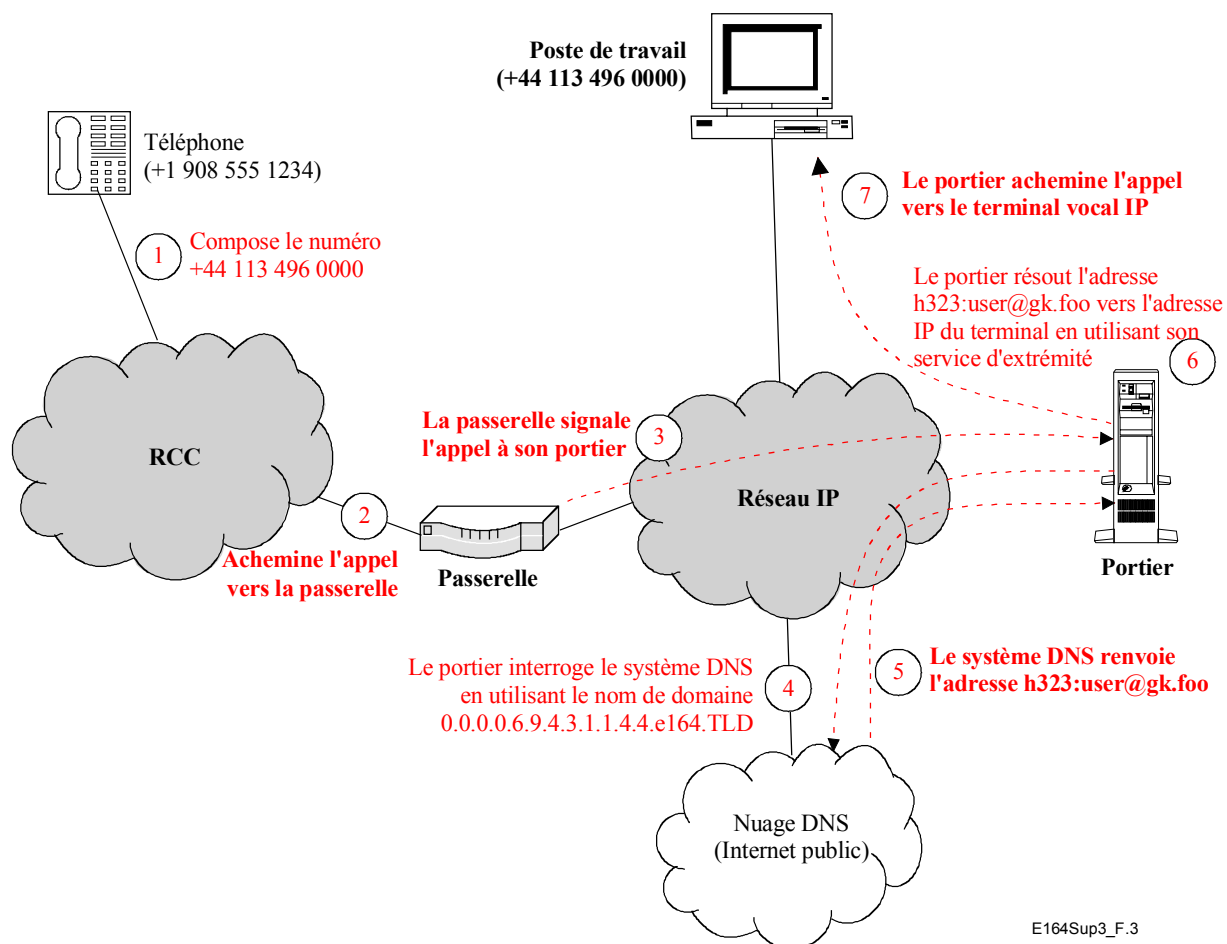 Poste de travail
(+44 113 496 0000)
Téléphone
(+1 908 555 1234)
1
Compose le numéro
+44 113 496 0000
7
Le portier achemine l'appel
vers le terminal vocal IP
Le portier résout l'adresse
h323:user@gk.foo vers l'adresse
IP du terminal en utilisant son
service d'extrémité
6
La passerelle signale
l'appel à son portier
3
RCC
Réseau IP
2
Achemine l'appel
vers la passerelle
Passerelle
Portier
Le portier interroge le système DNS
en utilisant le nom de domaine
0.0.0.0.6.9.4.3.1.1.4.4.e164.TLD
4
5
Le système DNS renvoie
l'adresse h323:user@gk.foo
Nuage DNS
(Internet public)
E164Sup3_F.3